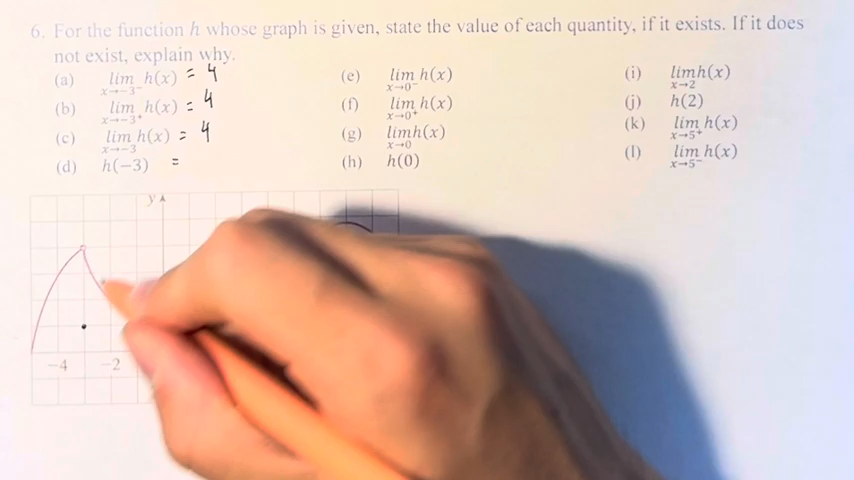 6. For the function h whose graph is given, state the value of each quantity, if it exists. If it does
not exist, explain why.
(a) lim x→−3⁻ h(x) = 4
(b) lim x→−3⁺ h(x) = 4
(c) lim x→−3 h(x) = 4
(d) h(−3) =
(e) lim x→0⁻ h(x)
(f) lim x→0⁺ h(x)
(g) lim x→0 h(x)
(h) h(0)
(i) lim x→2 h(x)
(j) h(2)
(k) lim x→5⁺ h(x)
(l) lim x→5⁻ h(x)
y
−4 −2